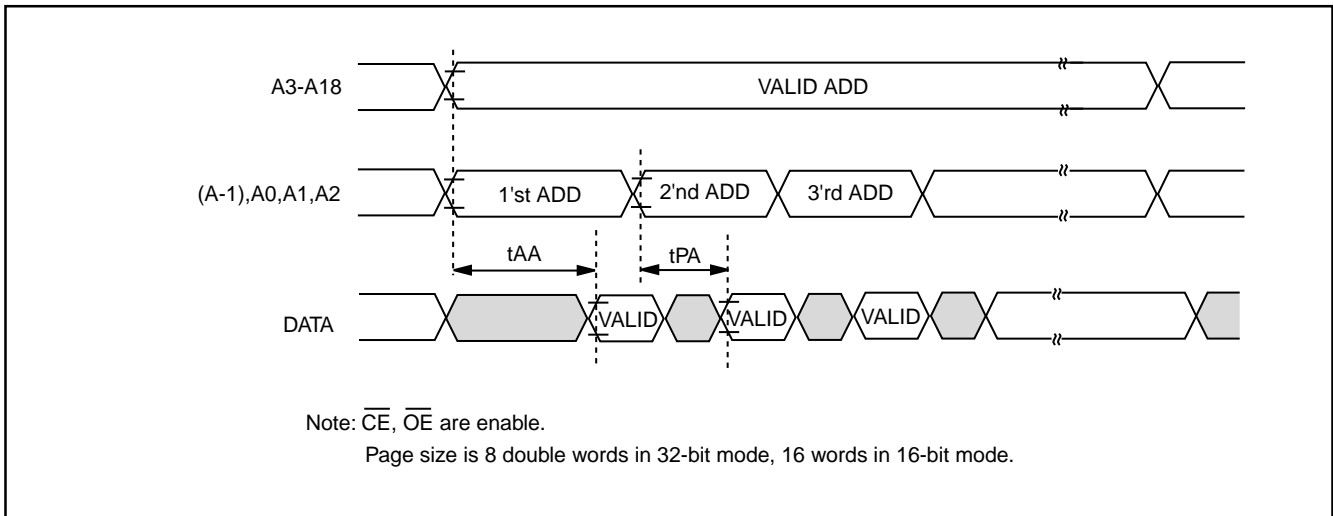 A3-A18
VALID ADD
(A-1),A0,A1,A2
1'st ADD
2'nd ADD
3'rd ADD
tAA
tPA
DATA
VALID
VALID
VALID
Note: CE, OE are enable.
Page size is 8 double words in 32-bit mode, 16 words in 16-bit mode.